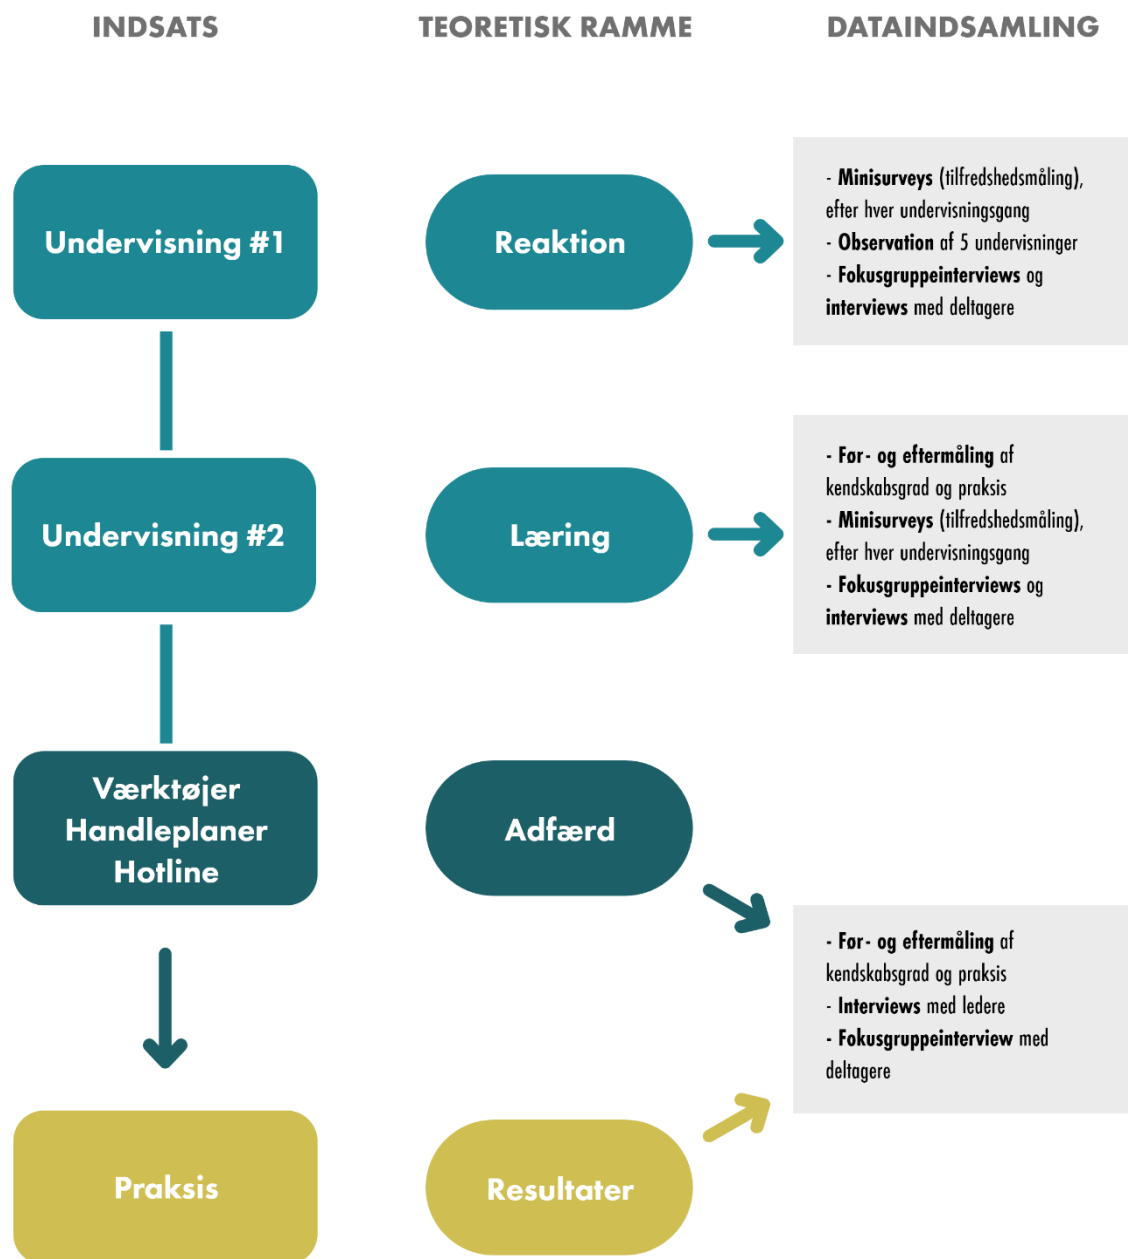 INDSATS
TEORETISK RAMME
DATAINDSAMLING
Undervisning #1
Reaktion
- Minisurveys (tilfredshedsmåling),
efter hver undervisningsgang
- Observation af 5 undervisninger
- Fokusgruppeinterviews og
interviews med deltagere
Undervisning #2
Læring
- Før- og eftermåling af
kendskabsgrad og praksis
- Minisurveys (tilfredshedsmåling),
efter hver undervisningsgang
- Fokusgruppeinterviews og
interviews med deltagere
Værktøjer
Handleplaner
Hotline
Adfærd
- Før- og eftermåling af
kendskabsgrad og praksis
- Interviews med ledere
- Fokusgruppeinterview med
deltagere
Praksis
Resultater